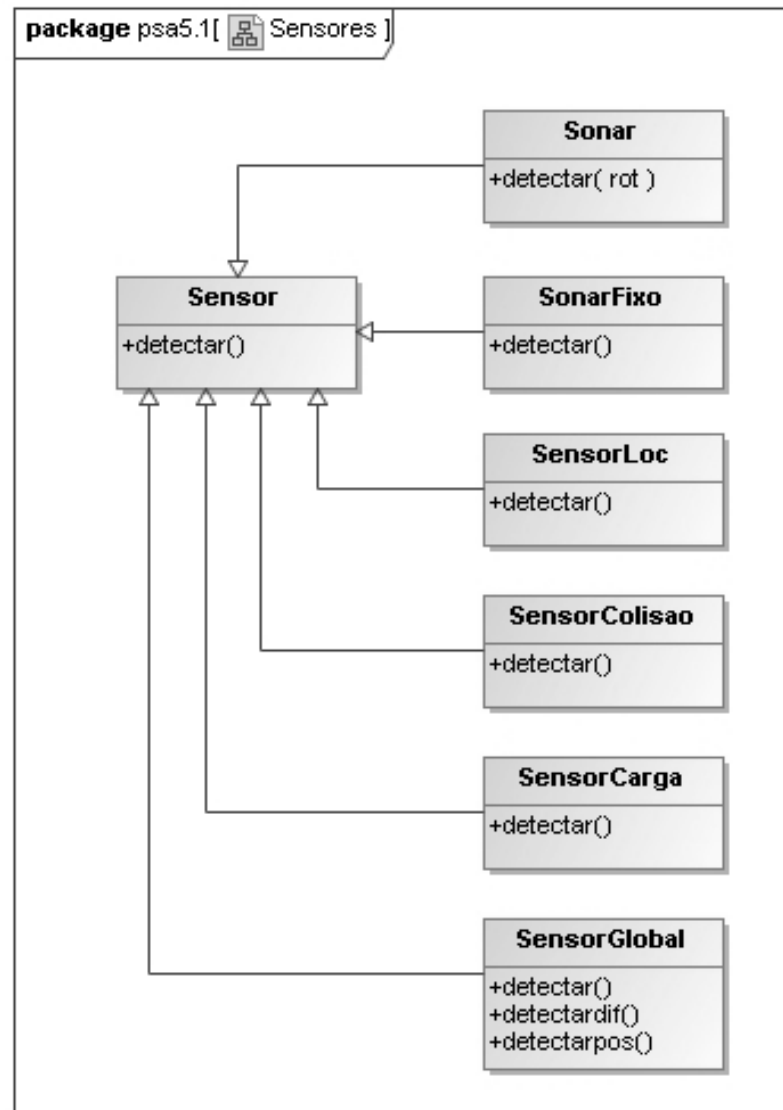 package psa5.1[ Sensores ]
Sonar
+detectar( rot )
Sensor
+detectar()
SonarFixo
+detectar()
SensorLoc
+detectar()
SensorColisao
+detectar()
SensorCarga
+detectar()
SensorGlobal
+detectar()
+detectardif()
+detectarpos()